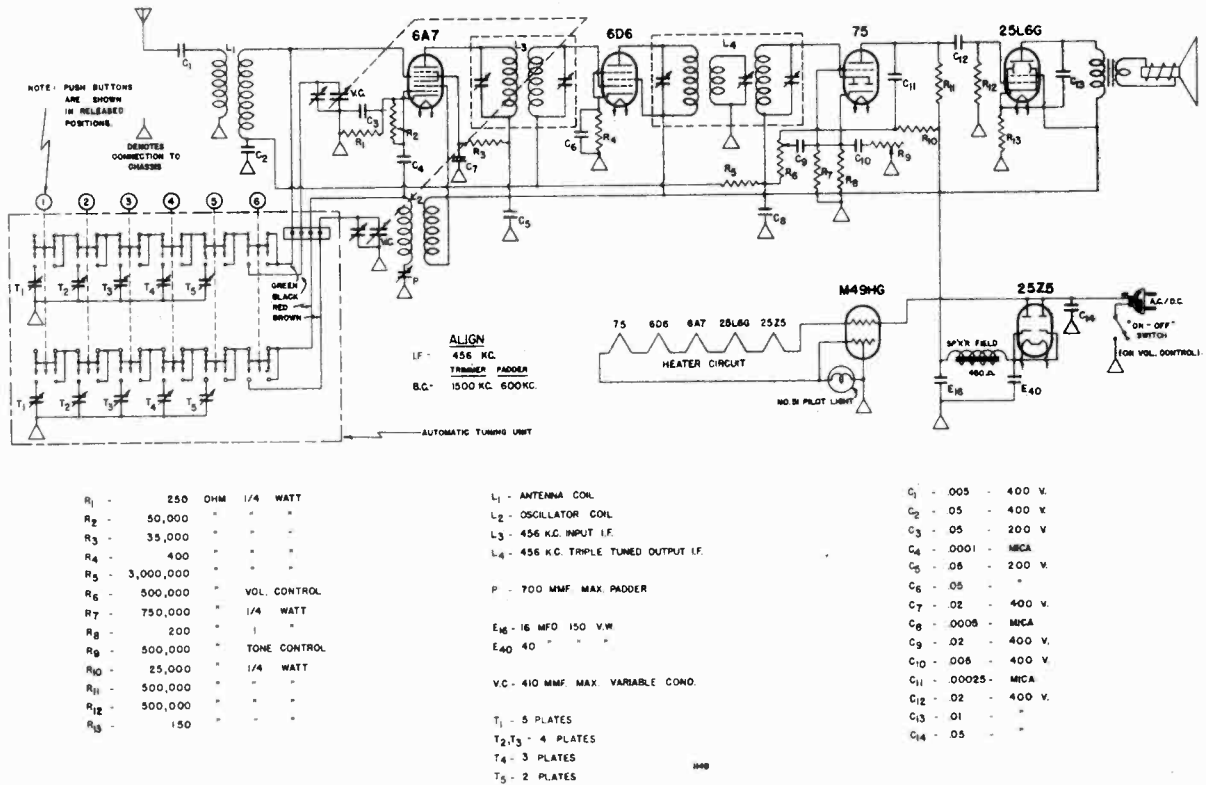 6A7
6D6
75
25L6G
L1
L3
L4
C1
C12
C11
R11
R12
C13
NOTE: PUSH BUTTONS
ARE SHOWN
IN RELEASED
POSITIONS.
V.C.
C3
R2
R1
C4
C7
R3
C6
R4
R10
C9
C10
R9
R13
DENOTES
CONNECTION TO
CHASSIS
C2
R5
R6
R7
R8
L2
C5
C8
1 2 3 4 5 6
V.C.
P
T1 T2 T3 T4 T5
GREEN
BLACK
RED
BROWN
M49HG
25Z5
A.C./D.C.
C14
"ON-OFF"
SWITCH
(ON VOL. CONTROL)
75 6D6 6A7 25L6G 25Z5
HEATER CIRCUIT
SPKR FIELD
450 Ω
E16
E40
NO. 51 PILOT LIGHT
ALIGN
I.F. - 456 KC.
TRIMMER PADDER
B.C.- 1500 KC. 600KC.
T1 T2 T3 T4 T5
AUTOMATIC TUNING UNIT
R1 - 250 OHM 1/4 WATT
R2 - 50,000 " " "
R3 - 35,000 " " "
R4 - 400 " " "
R5 - 3,000,000 " " "
R6 - 500,000 " VOL. CONTROL
R7 - 750,000 " 1/4 WATT
R8 - 200 " 1 "
R9 - 500,000 " TONE CONTROL
R10 - 25,000 " 1/4 WATT
R11 - 500,000 " " "
R12 - 500,000 " " "
R13 - 150 " " "
L1 - ANTENNA COIL
L2 - OSCILLATOR COIL
L3 - 456 K.C. INPUT I.F.
L4 - 456 K.C. TRIPLE TUNED OUTPUT I.F.
P - 700 MMF. MAX. PADDER
E16 - 16 MFD 150 V.W.
E40 40 " " "
V.C - 410 MMF. MAX. VARIABLE COND.
T1 - 5 PLATES
T2,T3 - 4 PLATES
T4 - 3 PLATES
T5 - 2 PLATES
C1 - .005 - 400 V.
C2 - .05 - 400 V.
C3 - .05 - 200 V
C4 - .0001 - MICA
C5 - .05 - 200 V.
C6 - .05 - "
C7 - .02 - 400 V.
C8 - .0005 - MICA
C9 - .02 - 400 V.
C10 - .005 - 400 V.
C11 - .00025 - MICA
C12 - .02 - 400 V.
C13 - .01 - "
C14 - .05 - "